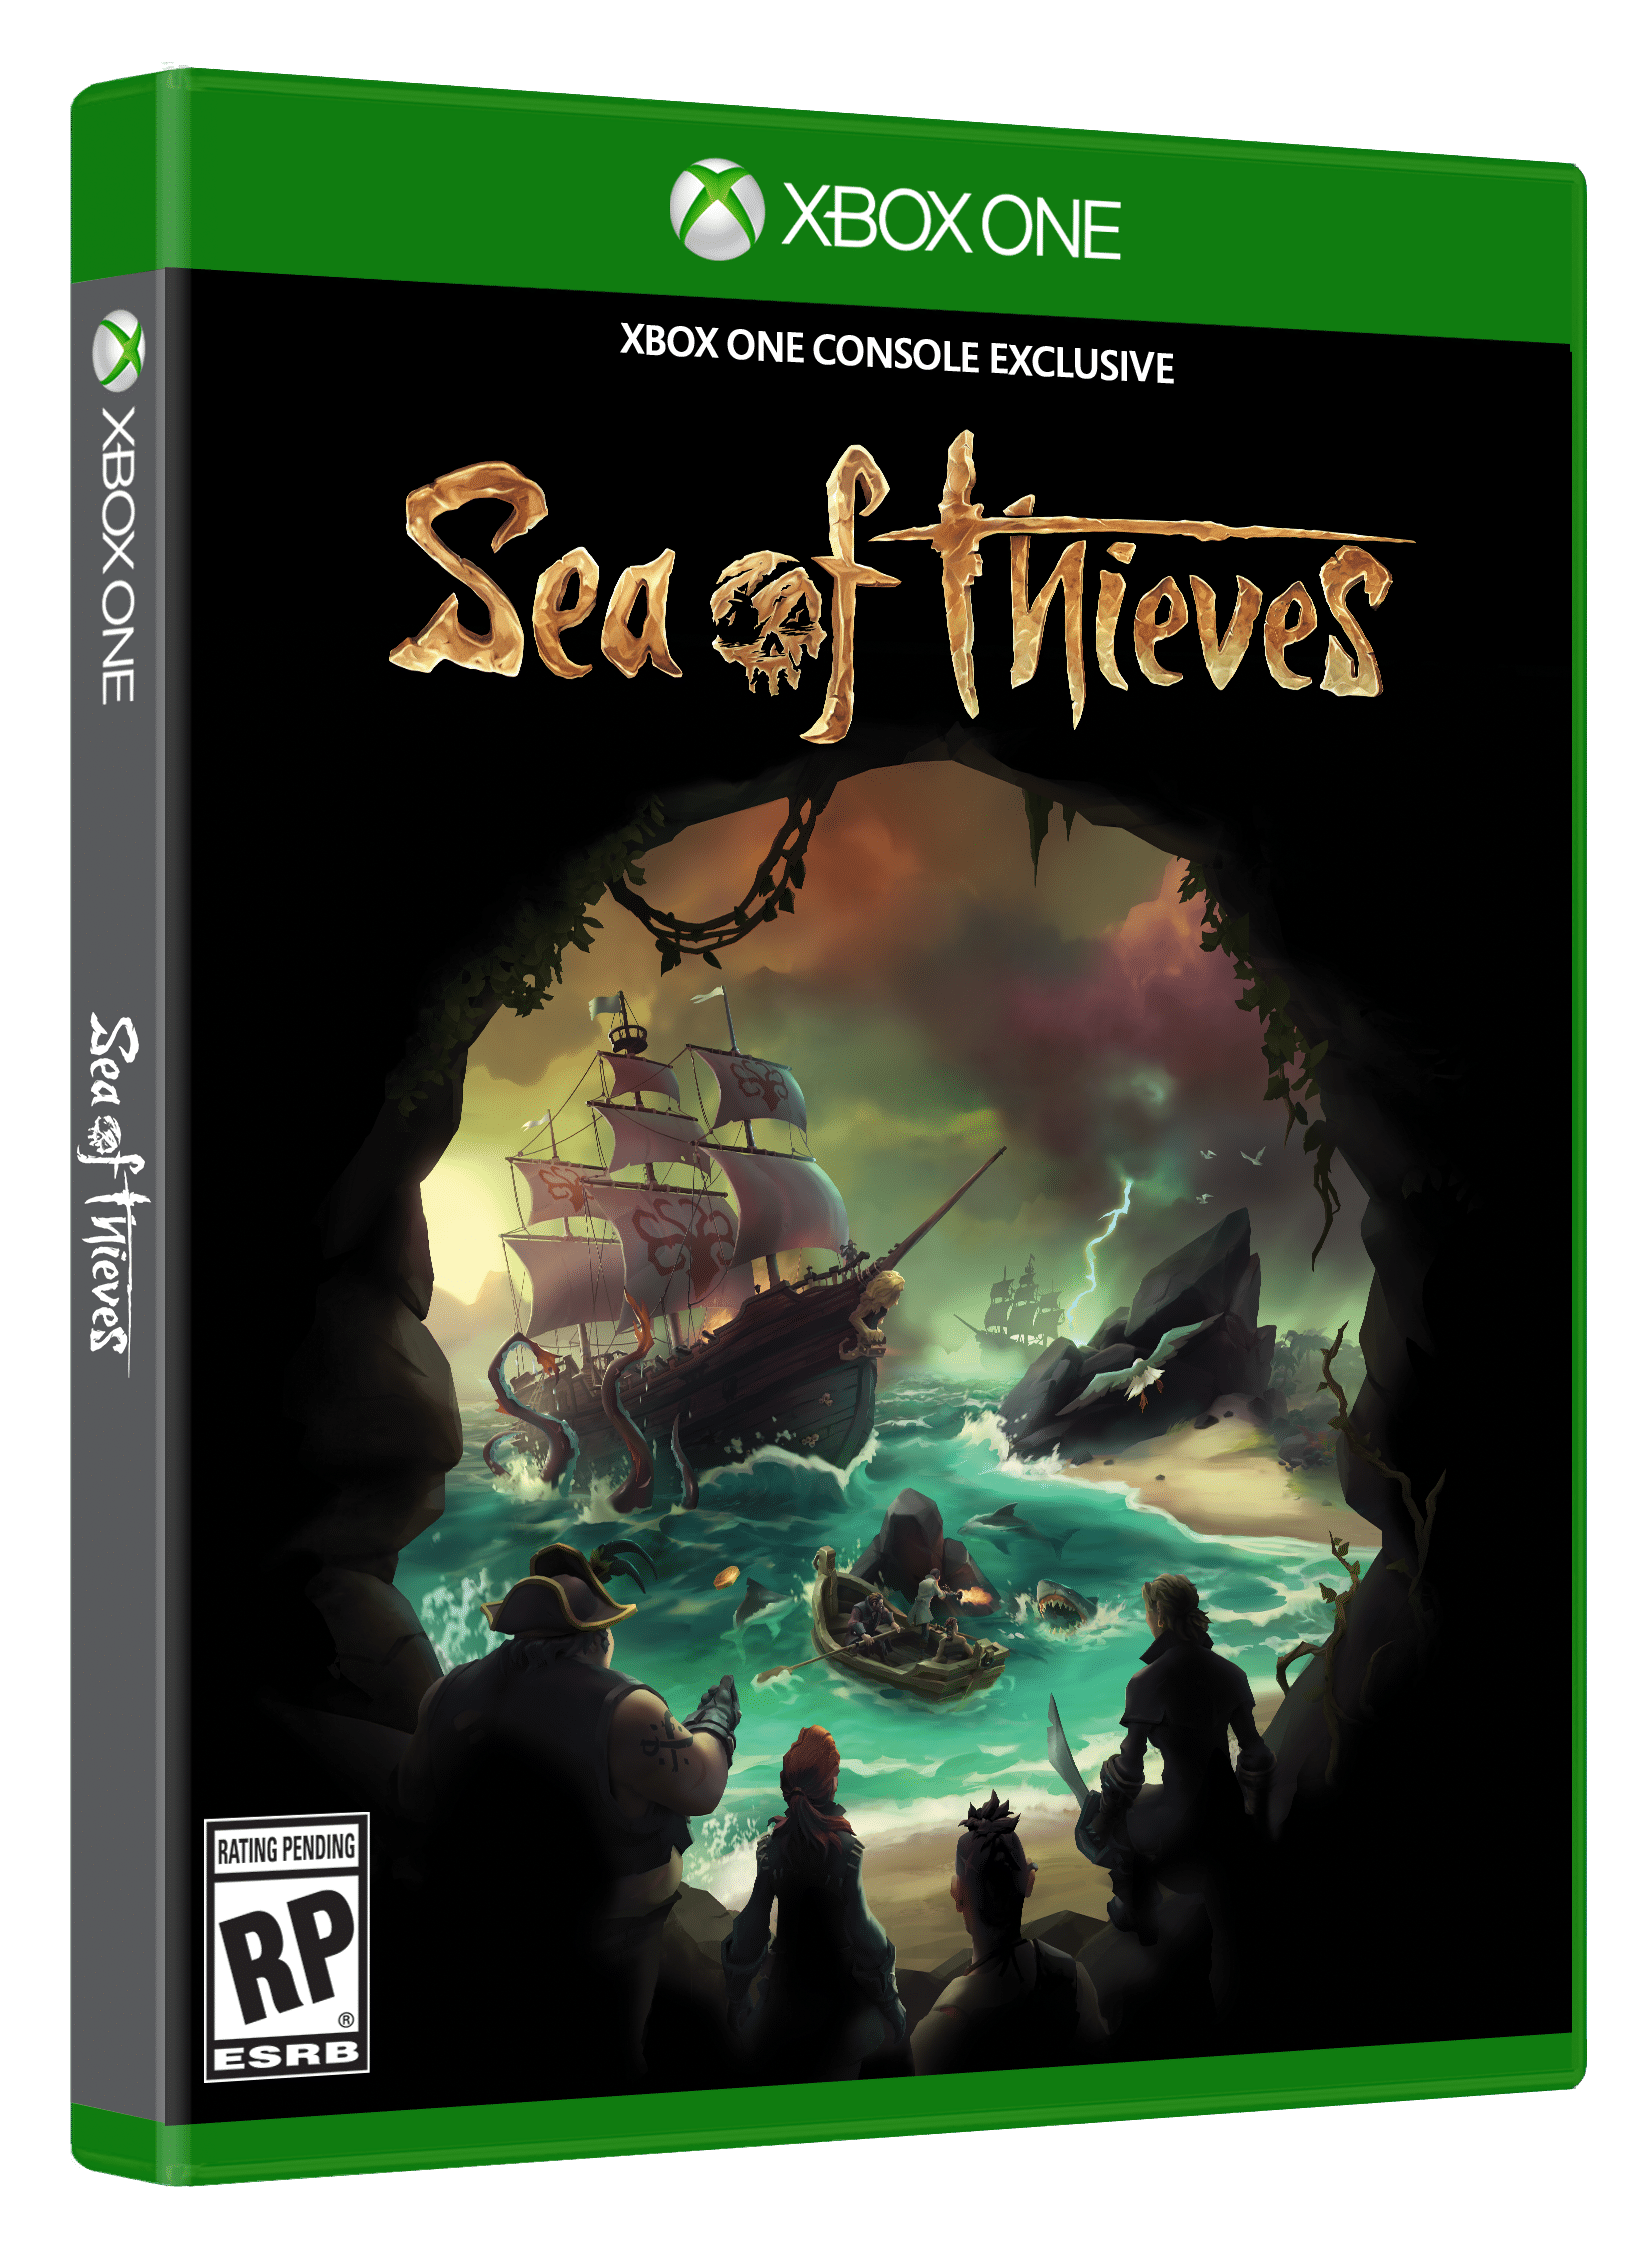 XBOX ONE
XBOX ONE CONSOLE EXCLUSIVE
Sea of Thieves
XBOX ONE
Sea of Thieves
RATING PENDING
RP®
ESRB